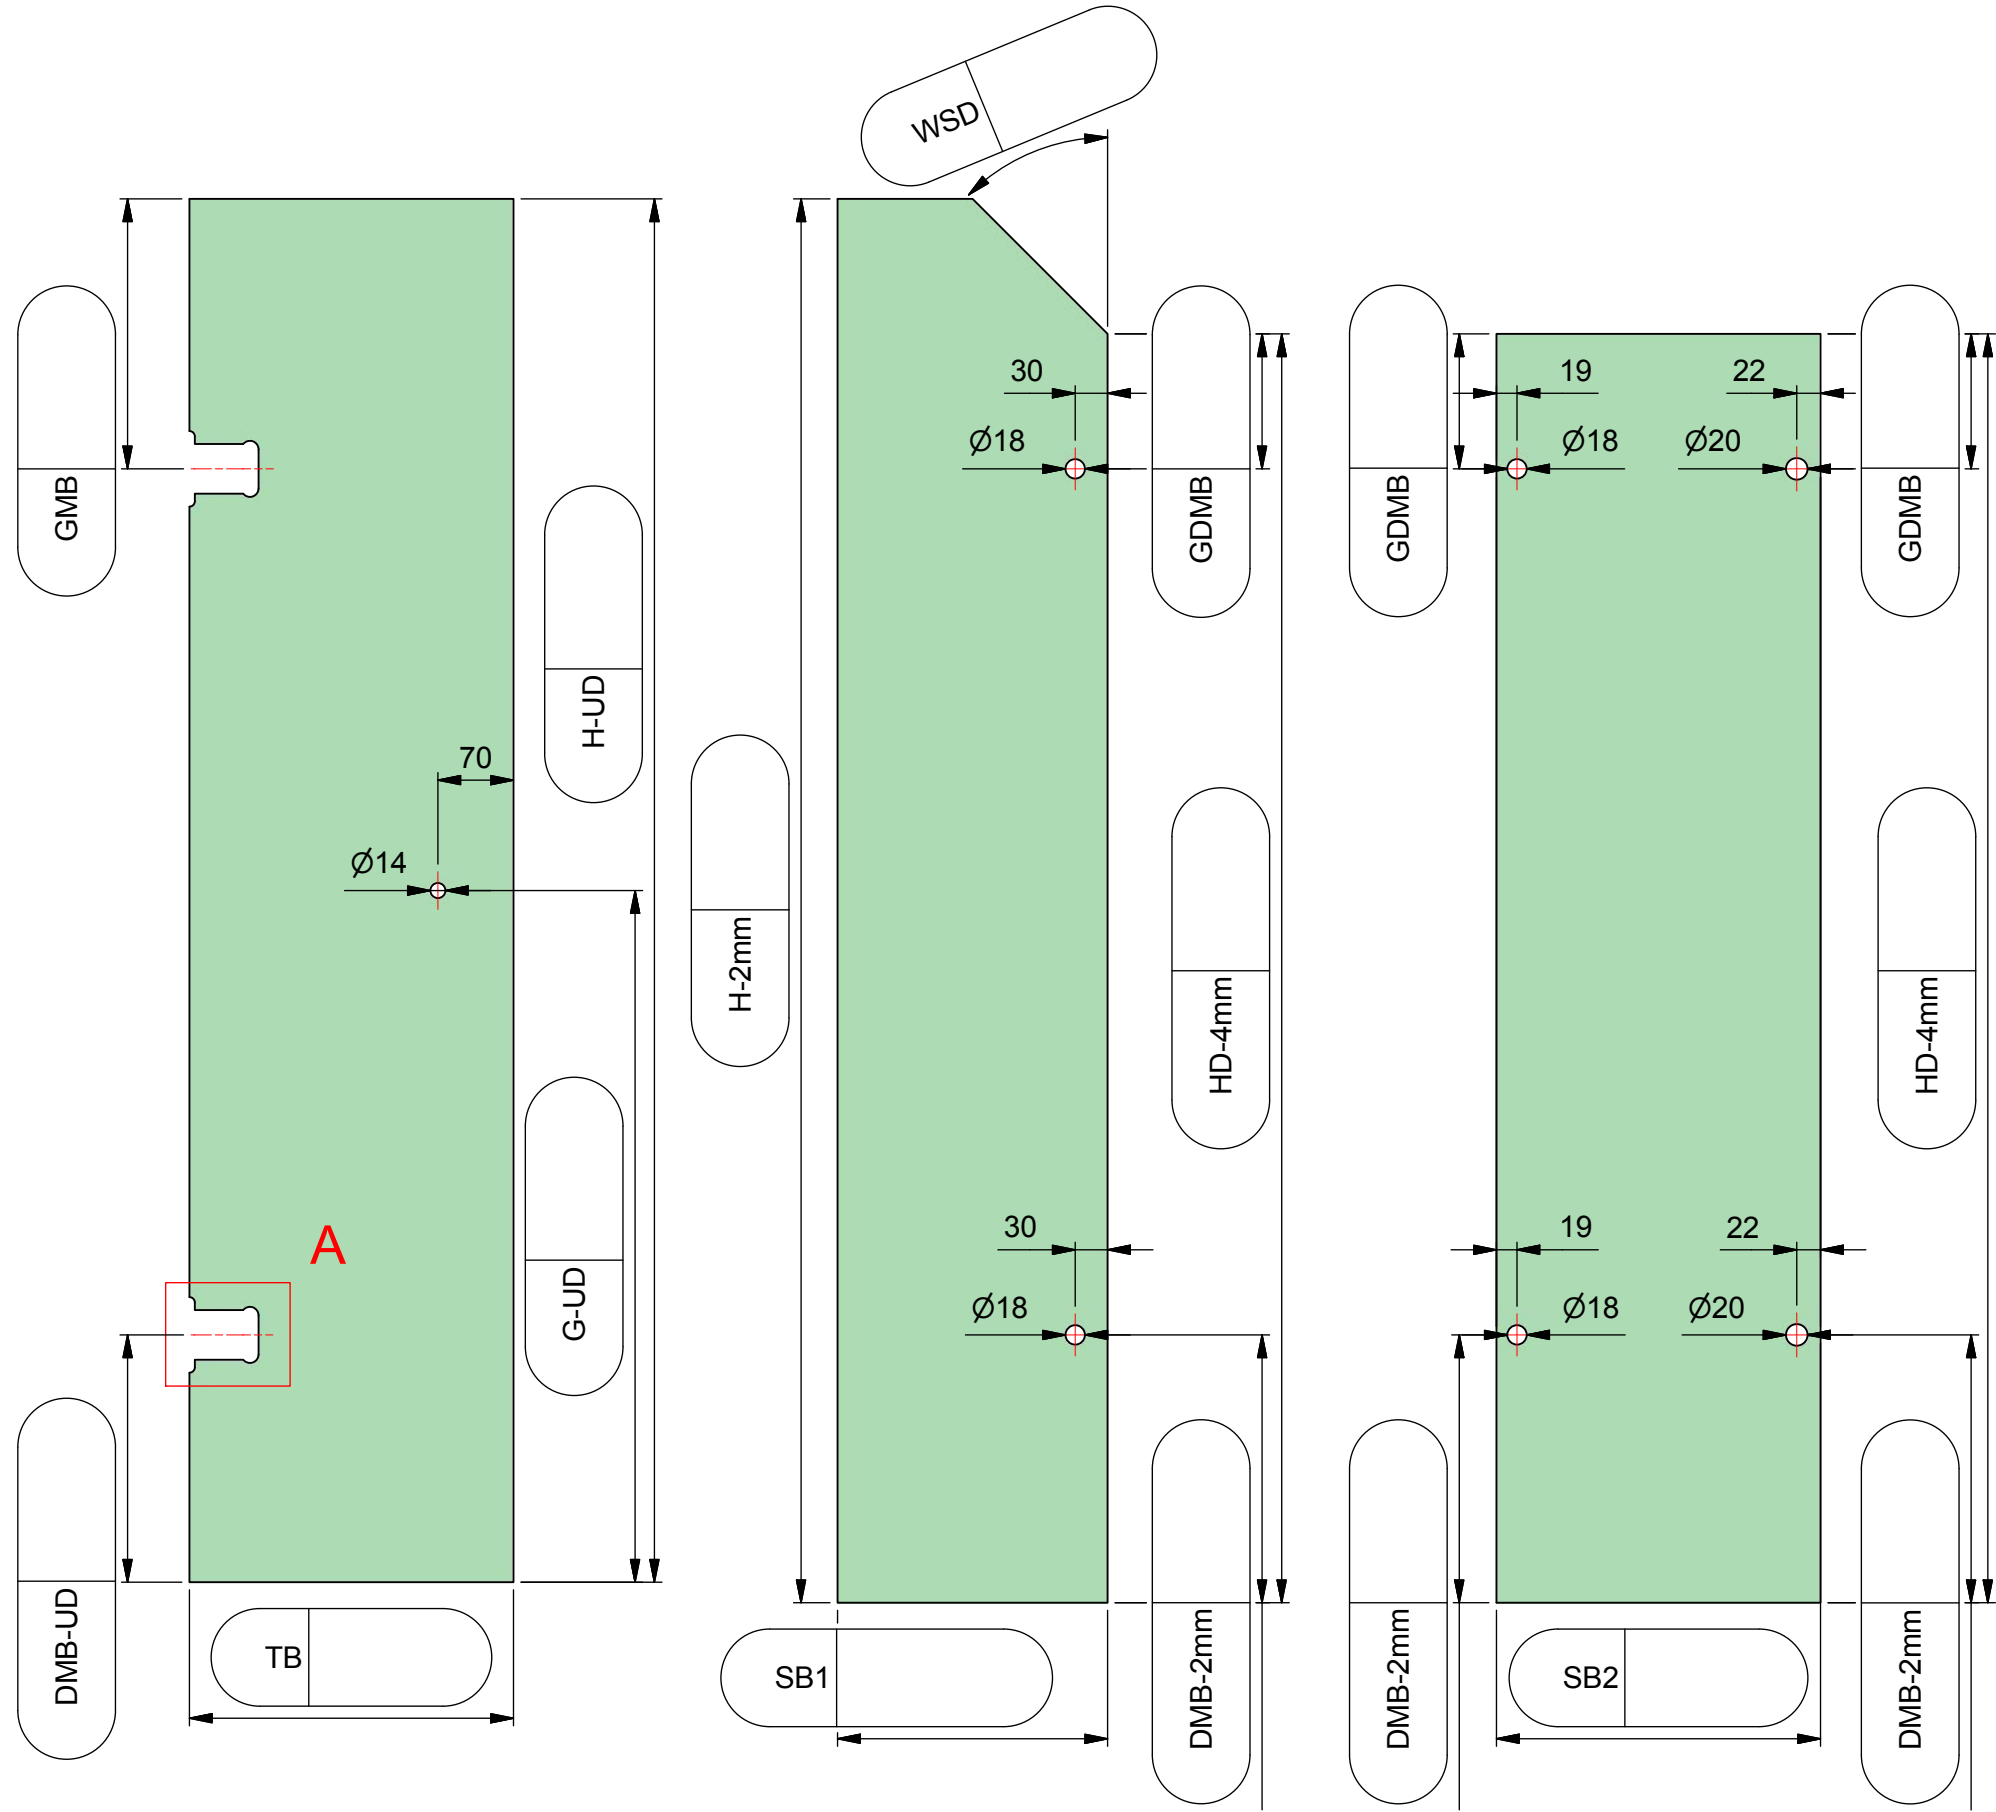 WSD
30
19
22
Ø18
Ø18
Ø20
GMB
GDMB
GDMB
GDMB
H-UD
70
Ø14
H-2mm
HD-4mm
HD-4mm
A
30
19
22
G-UD
Ø18
Ø18
Ø20
DMB-UD
TB
SB1
DMB-2mm
DMB-2mm
SB2
DMB-2mm